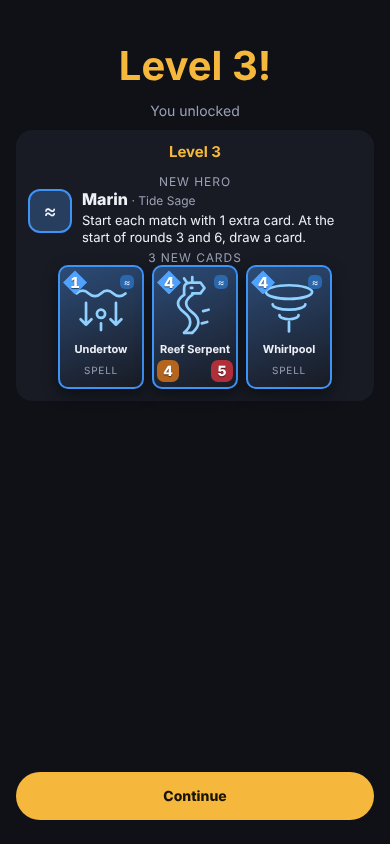 Level 3!
You unlocked
Level 3
NEW HERO
≈
Marin · Tide Sage
Start each match with 1 extra card. At the
start of rounds 3 and 6, draw a card.
3 NEW CARDS
1 ≈ 4 ≈ 4 ≈
Undertow Reef Serpent Whirlpool
SPELL 4 5 SPELL
Continue